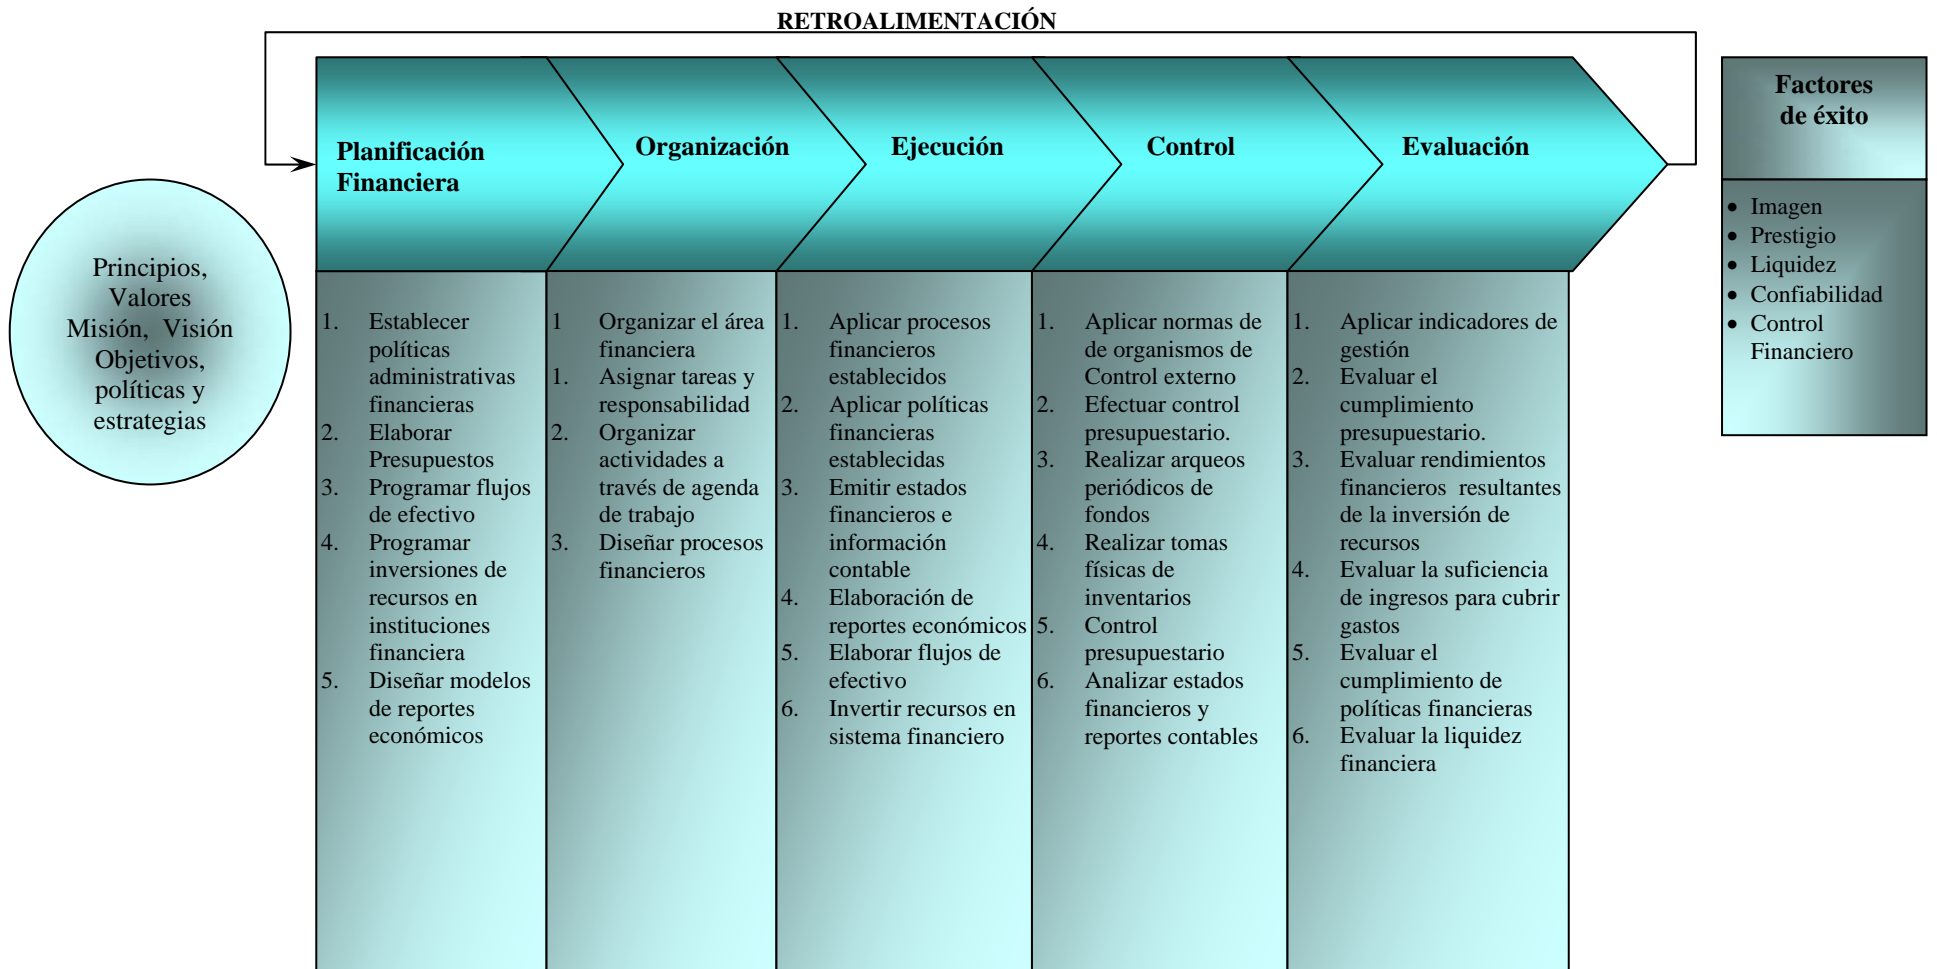 RETROALIMENTACIÓN
Principios,
Valores
Misión,  Visión
Objetivos,
políticas y
estrategias
Planificación
Financiera
1. Establecer
políticas
administrativas
financieras
2. Elaborar
Presupuestos
3. Programar flujos
de efectivo
4. Programar
inversiones de
recursos en
instituciones
financiera
5. Diseñar modelos
de reportes
económicos
Organización
1 Organizar el área
financiera
1. Asignar tareas y
responsabilidad
2. Organizar
actividades a
través de agenda
de trabajo
3. Diseñar procesos
financieros
Ejecución
1. Aplicar procesos
financieros
establecidos
2. Aplicar políticas
financieras
establecidas
3. Emitir estados
financieros e
información
contable
4. Elaboración de
reportes económicos
5. Elaborar flujos de
efectivo
6. Invertir recursos en
sistema financiero
Control
1. Aplicar normas de
de organismos de
Control externo
2. Efectuar control
presupuestario.
3. Realizar arqueos
periódicos de
fondos
4. Realizar tomas
físicas de
inventarios
5. Control
presupuestario
6. Analizar estados
financieros y
reportes contables
Evaluación
1. Aplicar indicadores de
gestión
2. Evaluar el
cumplimiento
presupuestario.
3. Evaluar rendimientos
financieros  resultantes
de la inversión de
recursos
4. Evaluar la suficiencia
de ingresos para cubrir
gastos
5. Evaluar el
cumplimiento de
políticas financieras
6. Evaluar la liquidez
financiera
Factores
de éxito
• Imagen
• Prestigio
• Liquidez
• Confiabilidad
• Control
Financiero